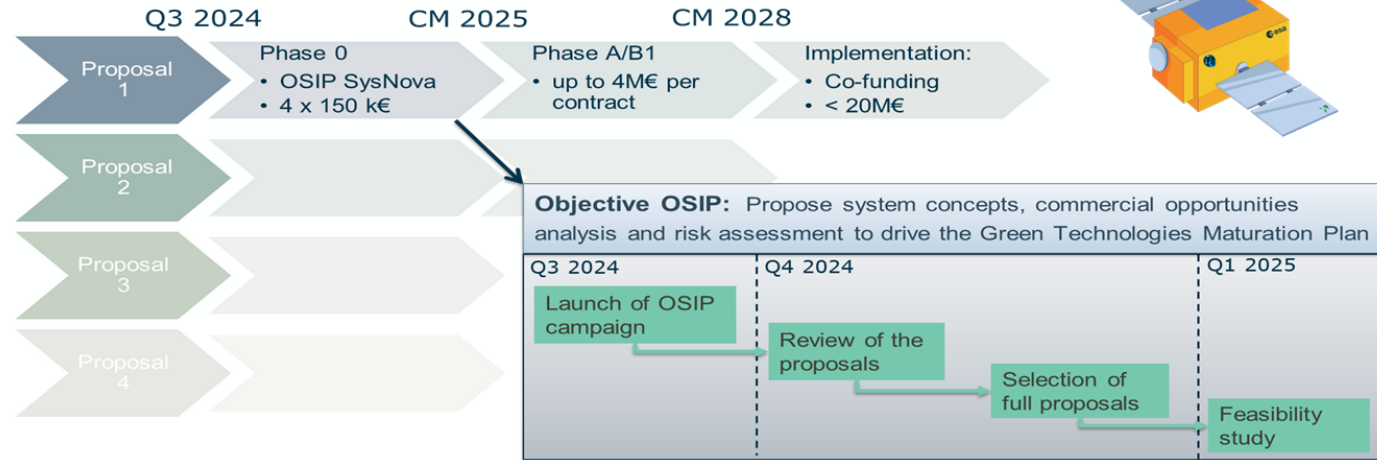 Q3 2024
CM 2025
CM 2028
Proposal
1
Phase 0
• OSIP SysNova
• 4 x 150 k€
Phase A/B1
• up to 4M€ per
contract
Implementation:
• Co-funding
• < 20M€
esa
Proposal
2
Proposal
3
Proposal
4
Objective OSIP: Propose system concepts, commercial opportunities
analysis and risk assessment to drive the Green Technologies Maturation Plan
Q3 2024
Q4 2024
Q1 2025
Launch of OSIP
campaign
Review of the
proposals
Selection of
full proposals
Feasibility
study